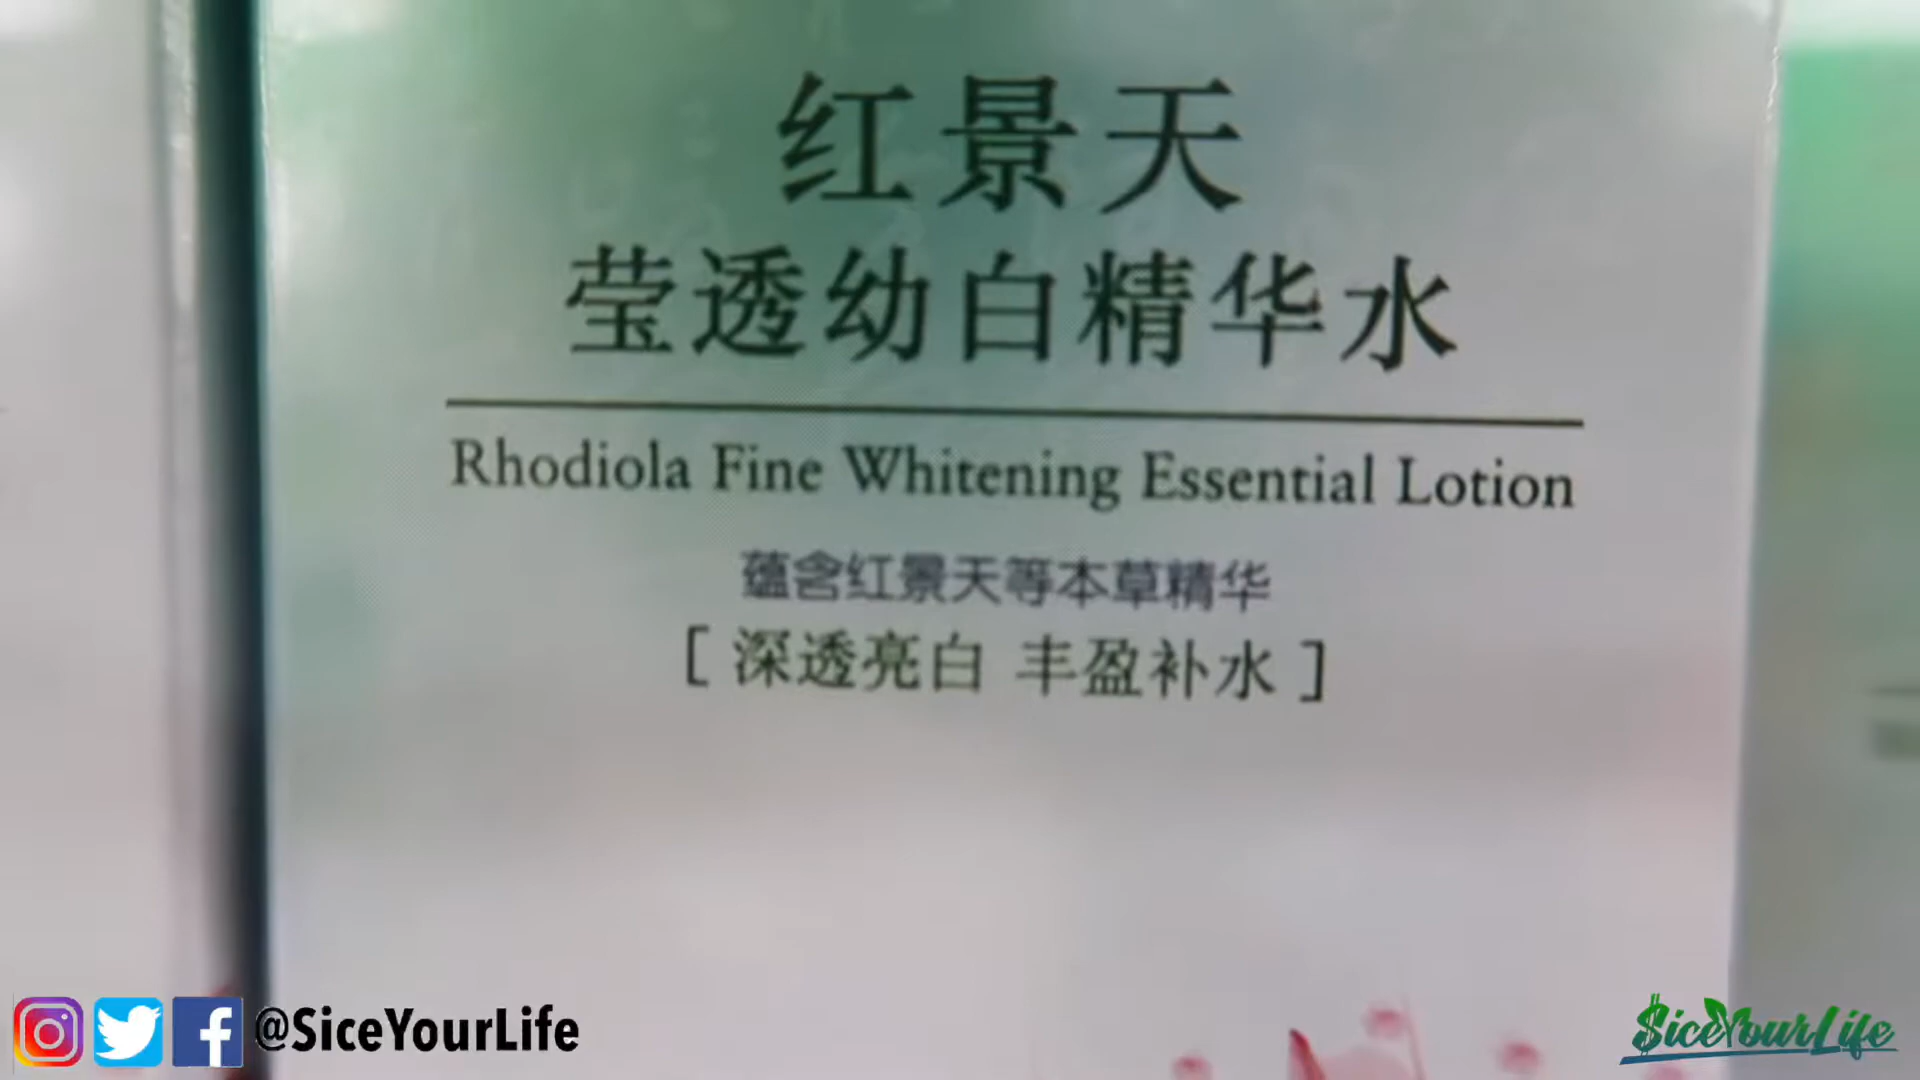 红景天
莹透幼白精华水
Rhodiola Fine Whitening Essential Lotion
蕴含红景天等本草精华
[ 深透亮白 丰盈补水 ]
@SiceYourLife
$iceYourLife